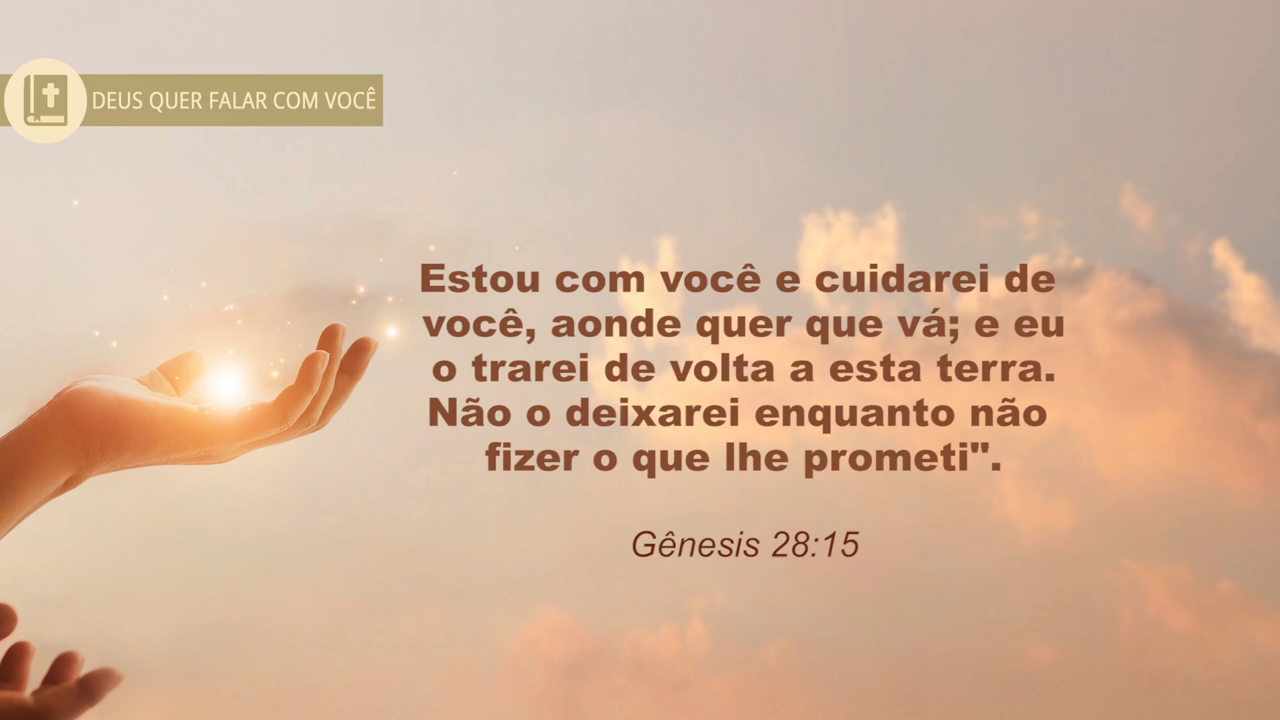 DEUS QUER FALAR COM VOCÊ
Estou com você e cuidarei de
você, aonde quer que vá; e eu
o trarei de volta a esta terra.
Não o deixarei enquanto não
fizer o que lhe prometi".
Gênesis 28:15